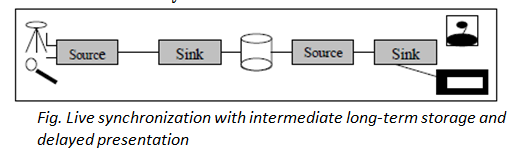 Source Sink Source Sink
Fig. Live synchronization with intermediate long-term storage and
delayed presentation